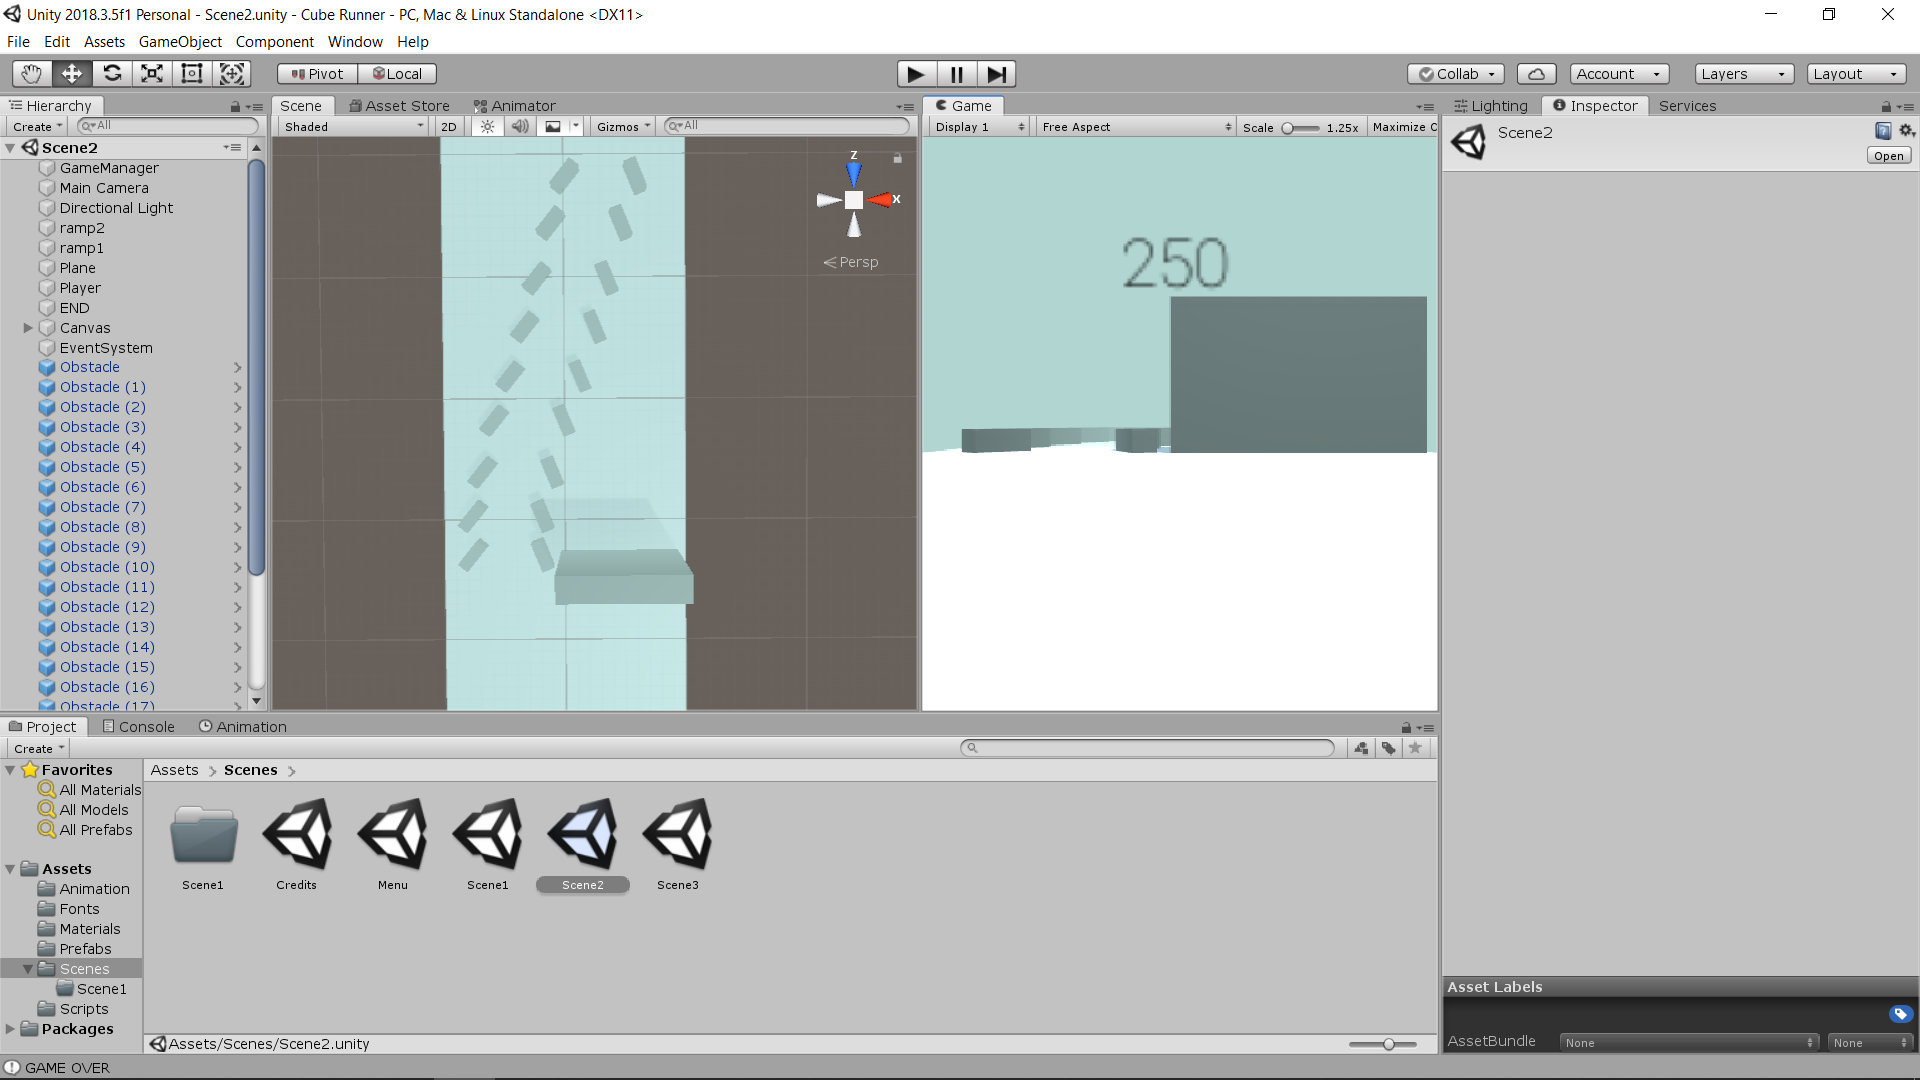 Unity 2018.3.5f1 Personal - Scene2.unity - Cube Runner - PC, Mac & Linux Standalone <DX11>
File Edit Assets GameObject Component Window Help
Pivot Local Collab Account Layers Layout
Hierarchy
Create All
Scene2
GameManager
Main Camera
Directional Light
ramp2
ramp1
Plane
Player
END
Canvas
EventSystem
Obstacle
Obstacle (1)
Obstacle (2)
Obstacle (3)
Obstacle (4)
Obstacle (5)
Obstacle (6)
Obstacle (7)
Obstacle (8)
Obstacle (9)
Obstacle (10)
Obstacle (11)
Obstacle (12)
Obstacle (13)
Obstacle (14)
Obstacle (15)
Obstacle (16)
Obstacle (17)
Scene Asset Store Animator
Shaded 2D Gizmos All
z
x
Persp
Game
Display 1 Free Aspect Scale 1.25x Maximize O
250
Lighting Inspector Services
Scene2
Open
Project Console Animation
Create
Favorites
All Materials
All Models
All Prefabs
Assets
Animation
Fonts
Materials
Prefabs
Scenes
Scene1
Scripts
Packages
Assets Scenes
Scene1 Credits Menu Scene1 Scene2 Scene3
Assets/Scenes/Scene2.unity
Asset Labels
AssetBundle None None
GAME OVER